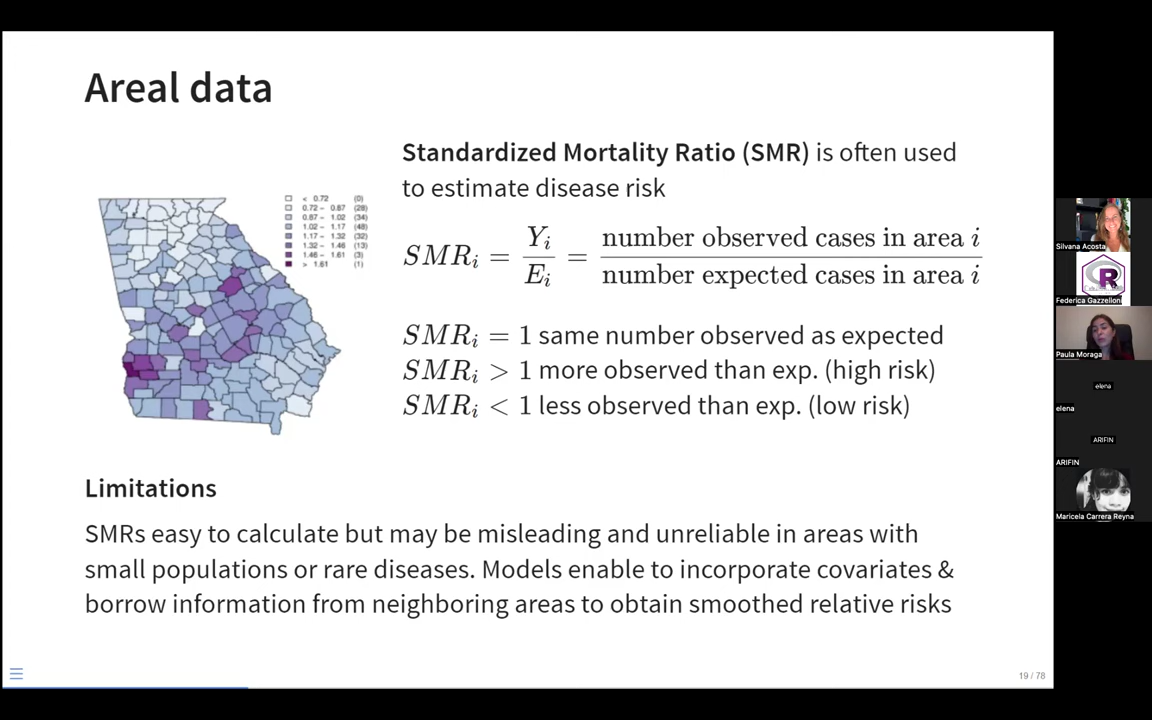 Areal data
Standardized Mortality Ratio (SMR) is often used
to estimate disease risk
< 0.72 (0)
0.72 - 0.87 (28)
0.87 - 1.02 (34)
1.02 - 1.17 (48)
1.17 - 1.32 (32)
1.32 - 1.46 (13)
1.46 - 1.61 (3)
> 1.61 (1)
SMRᵢ = Yᵢ / Eᵢ = number observed cases in area i / number expected cases in area i
SMRᵢ = 1 same number observed as expected
SMRᵢ > 1 more observed than exp. (high risk)
SMRᵢ < 1 less observed than exp. (low risk)
Limitations
SMRs easy to calculate but may be misleading and unreliable in areas with
small populations or rare diseases. Models enable to incorporate covariates &
borrow information from neighboring areas to obtain smoothed relative risks
19 / 78
Silvana Acosta
R
Federica Gazzelloni
Paula Moraga
elena
elena
ARIFIN
ARIFIN
Maricela Carrera Reyna